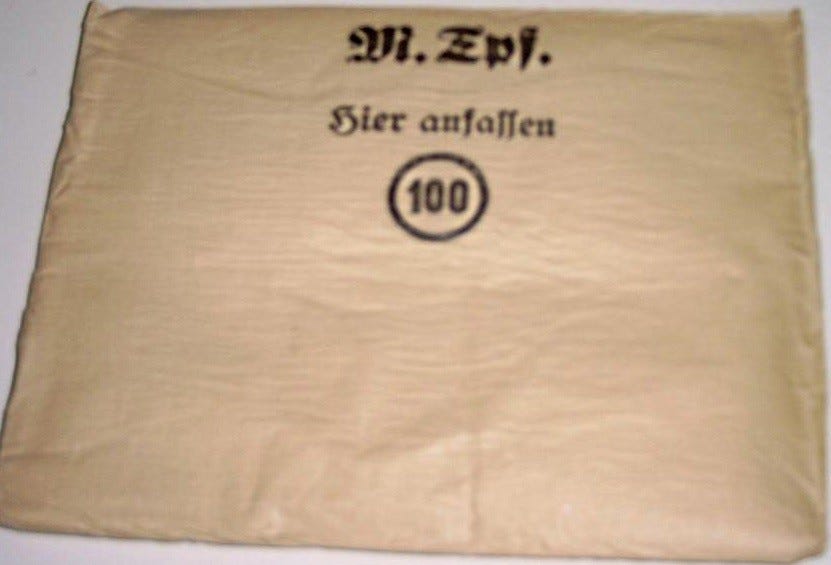 M. Tpf.
Hier anfassen
100